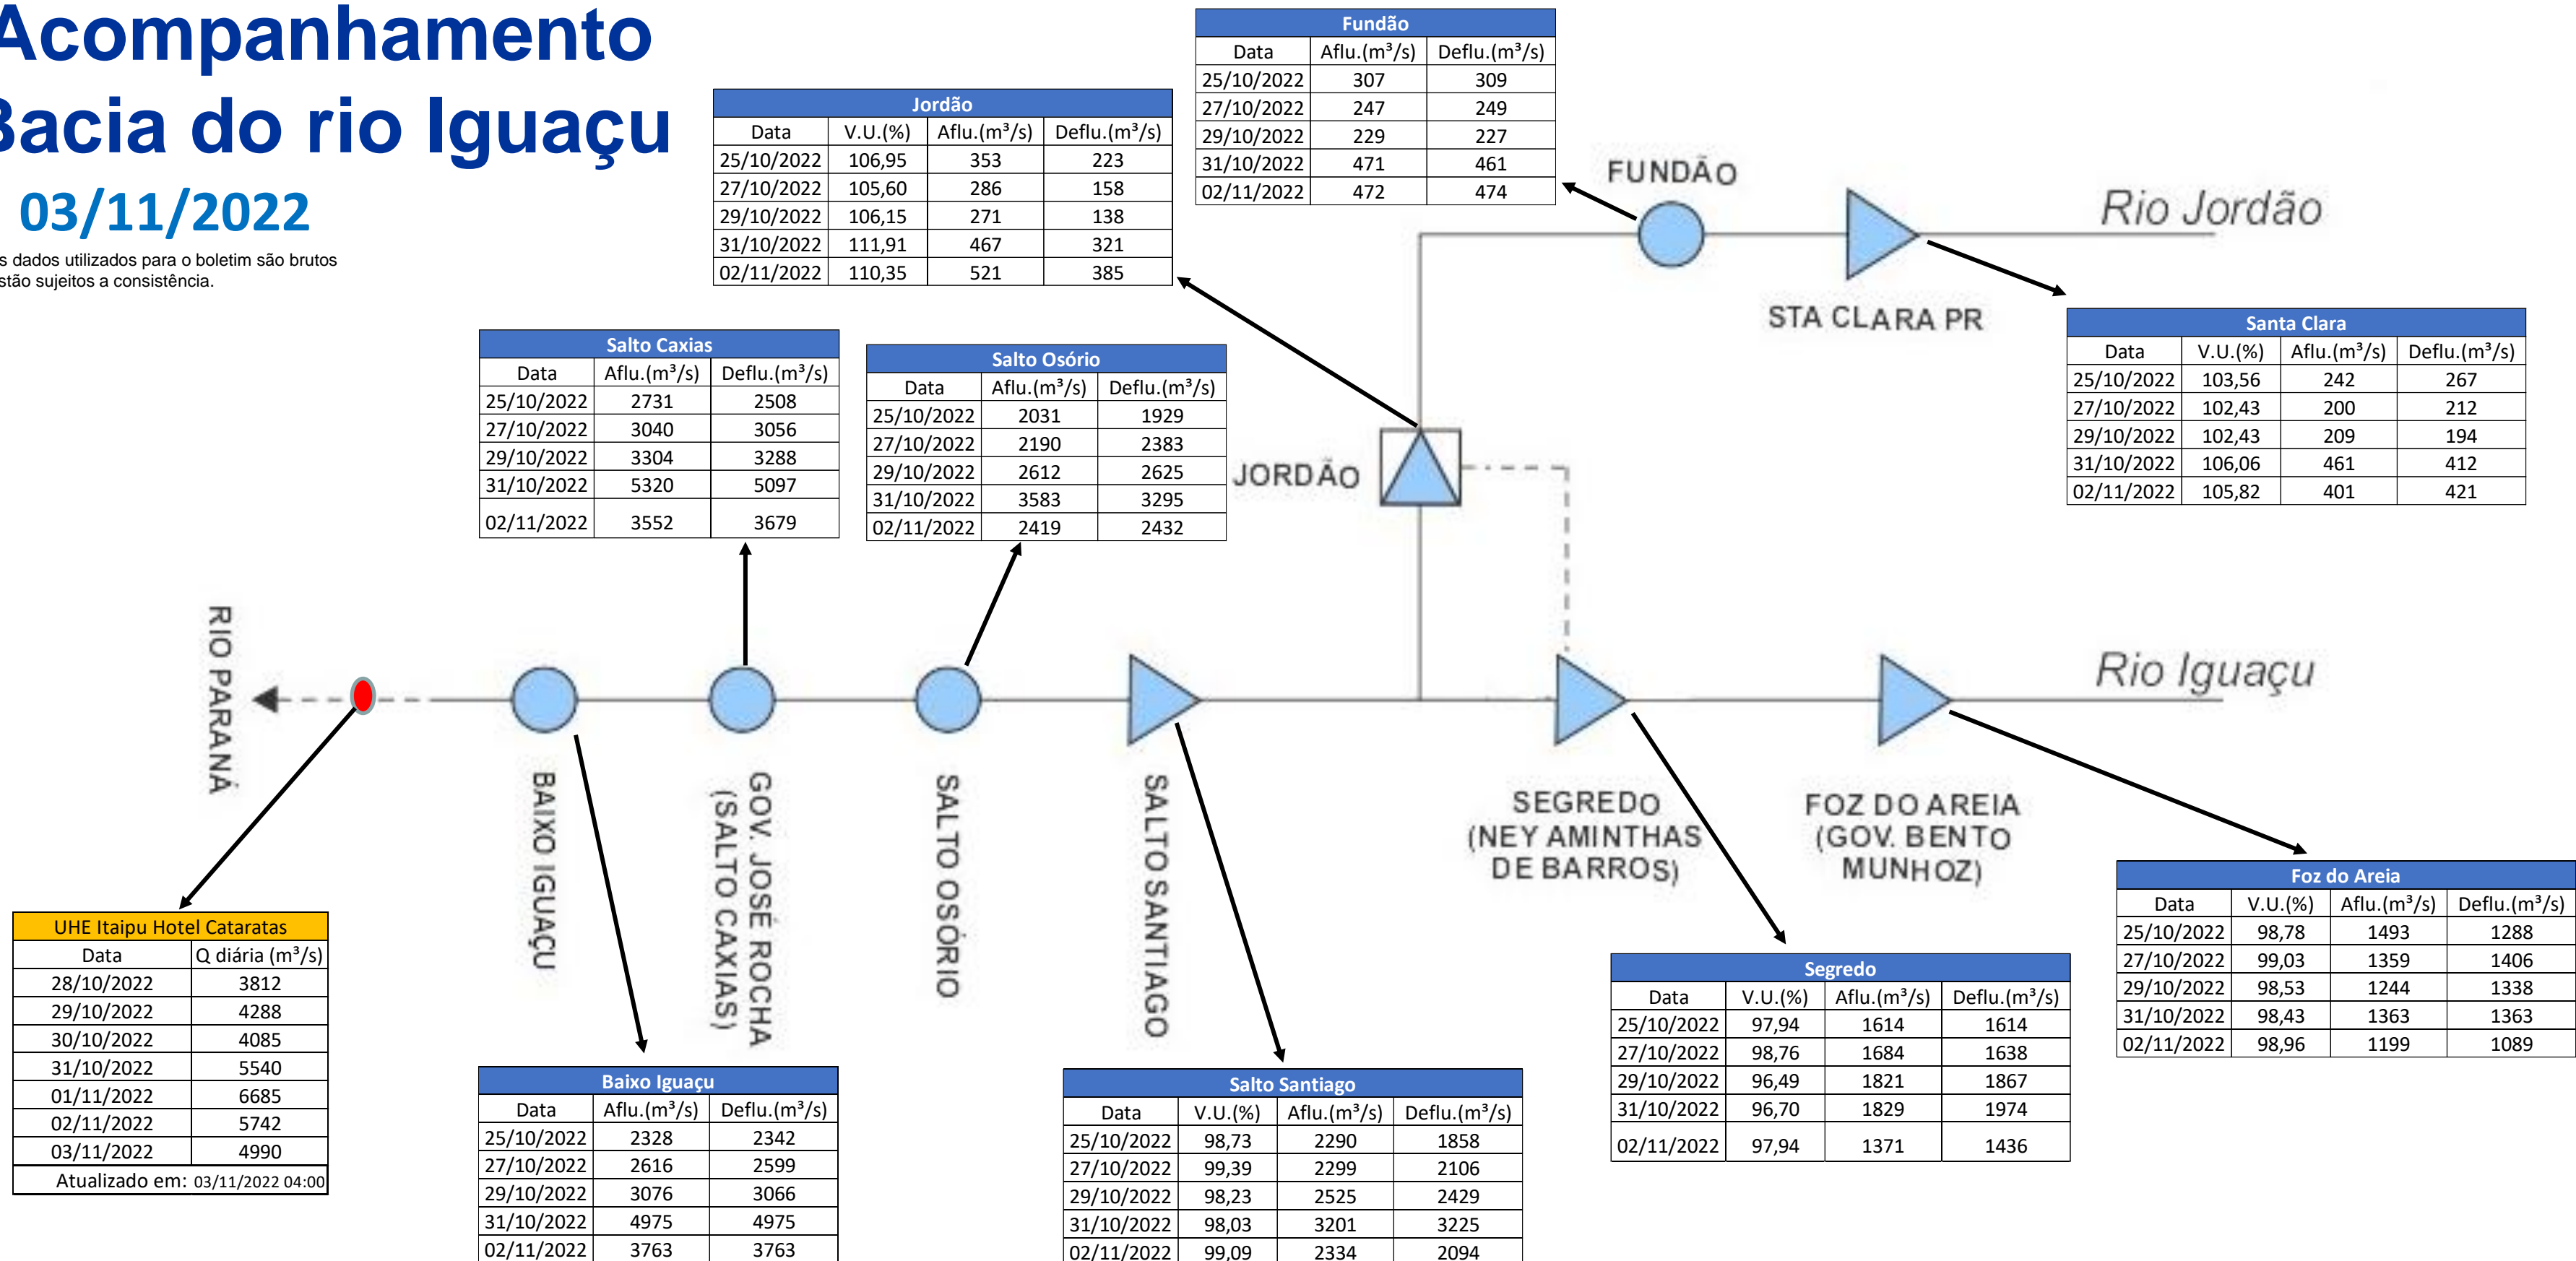 Acompanhamento
Bacia do rio Iguaçu
03/11/2022
s dados utilizados para o boletim são brutos
stão sujeitos a consistência.
Fundão
Data Aflu.(m³/s) Deflu.(m³/s)
25/10/2022 307 309
27/10/2022 247 249
29/10/2022 229 227
31/10/2022 471 461
02/11/2022 472 474
Jordão
Data V.U.(%) Aflu.(m³/s) Deflu.(m³/s)
25/10/2022 106,95 353 223
27/10/2022 105,60 286 158
29/10/2022 106,15 271 138
31/10/2022 111,91 467 321
02/11/2022 110,35 521 385
FUNDÃO
Rio Jordão
STA CLARA PR
Santa Clara
Data V.U.(%) Aflu.(m³/s) Deflu.(m³/s)
25/10/2022 103,56 242 267
27/10/2022 102,43 200 212
29/10/2022 102,43 209 194
31/10/2022 106,06 461 412
02/11/2022 105,82 401 421
Salto Caxias
Data Aflu.(m³/s) Deflu.(m³/s)
25/10/2022 2731 2508
27/10/2022 3040 3056
29/10/2022 3304 3288
31/10/2022 5320 5097
02/11/2022 3552 3679
Salto Osório
Data Aflu.(m³/s) Deflu.(m³/s)
25/10/2022 2031 1929
27/10/2022 2190 2383
29/10/2022 2612 2625
31/10/2022 3583 3295
02/11/2022 2419 2432
JORDÃO
RIO PARANÁ
Rio Iguaçu
BAIXO IGUAÇU
GOV. JOSÉ ROCHA
(SALTO CAXIAS)
SALTO OSÓRIO
SALTO SANTIAGO
SEGREDO
(NEY AMINTHAS
DE BARROS)
FOZ DO AREIA
(GOV. BENTO
MUNHOZ)
Foz do Areia
Data V.U.(%) Aflu.(m³/s) Deflu.(m³/s)
25/10/2022 98,78 1493 1288
27/10/2022 99,03 1359 1406
29/10/2022 98,53 1244 1338
31/10/2022 98,43 1363 1363
02/11/2022 98,96 1199 1089
UHE Itaipu Hotel Cataratas
Data Q diária (m³/s)
28/10/2022 3812
29/10/2022 4288
30/10/2022 4085
31/10/2022 5540
01/11/2022 6685
02/11/2022 5742
03/11/2022 4990
Atualizado em: 03/11/2022 04:00
Segredo
Data V.U.(%) Aflu.(m³/s) Deflu.(m³/s)
25/10/2022 97,94 1614 1614
27/10/2022 98,76 1684 1638
29/10/2022 96,49 1821 1867
31/10/2022 96,70 1829 1974
02/11/2022 97,94 1371 1436
Baixo Iguaçu
Data Aflu.(m³/s) Deflu.(m³/s)
25/10/2022 2328 2342
27/10/2022 2616 2599
29/10/2022 3076 3066
31/10/2022 4975 4975
02/11/2022 3763 3763
Salto Santiago
Data V.U.(%) Aflu.(m³/s) Deflu.(m³/s)
25/10/2022 98,73 2290 1858
27/10/2022 99,39 2299 2106
29/10/2022 98,23 2525 2429
31/10/2022 98,03 3201 3225
02/11/2022 99,09 2334 2094